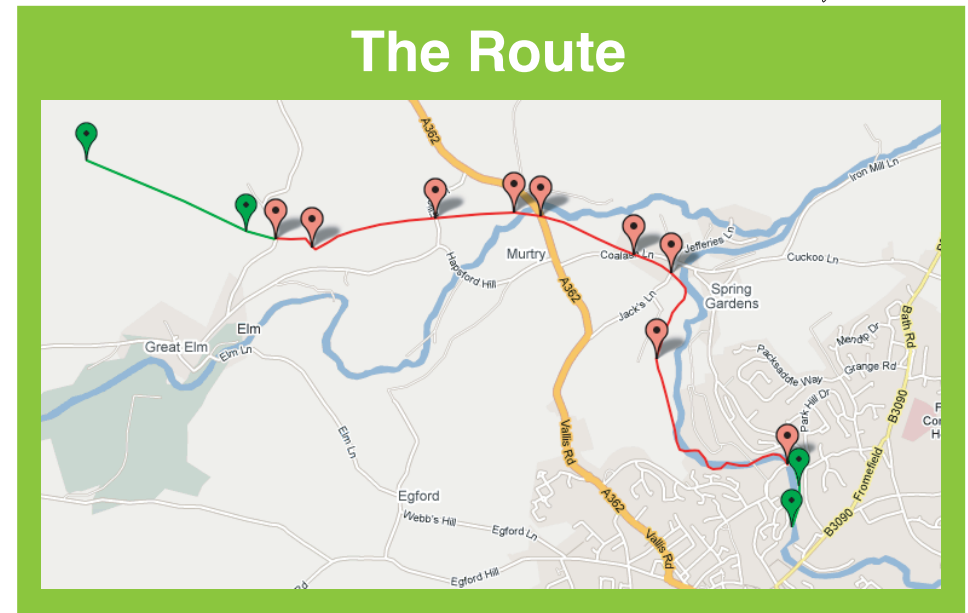 The Route
A362
Iron Mill Ln
Jefferies Ln
Murtry
Coalash Ln
Cuckoo Ln
Hapsford Hill
A362
Spring
Gardens
Jack's Ln
Bath Rd
Elm
Great Elm
Elm Ln
Mendip Dr
Packsaddle Way
Grange Rd
Park Hill Dr
B3090
Elm Ln
Vallis Rd
Egford
A362
B3090
Fromefield
Webb's Hill
Egford Ln
Vallis Rd
Egford Hill
Rd